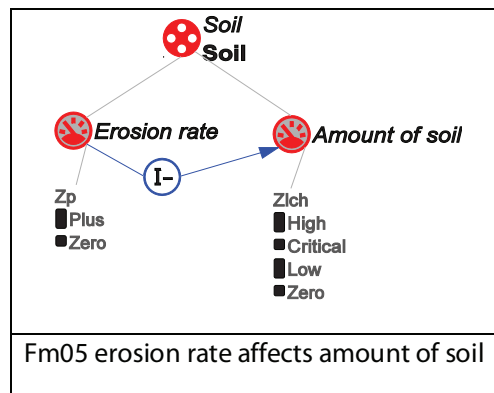 Soil
Soil
Erosion rate
Amount of soil
I-
Zp
Plus
Zero
Zlch
High
Critical
Low
Zero
Fm05 erosion rate affects amount of soil